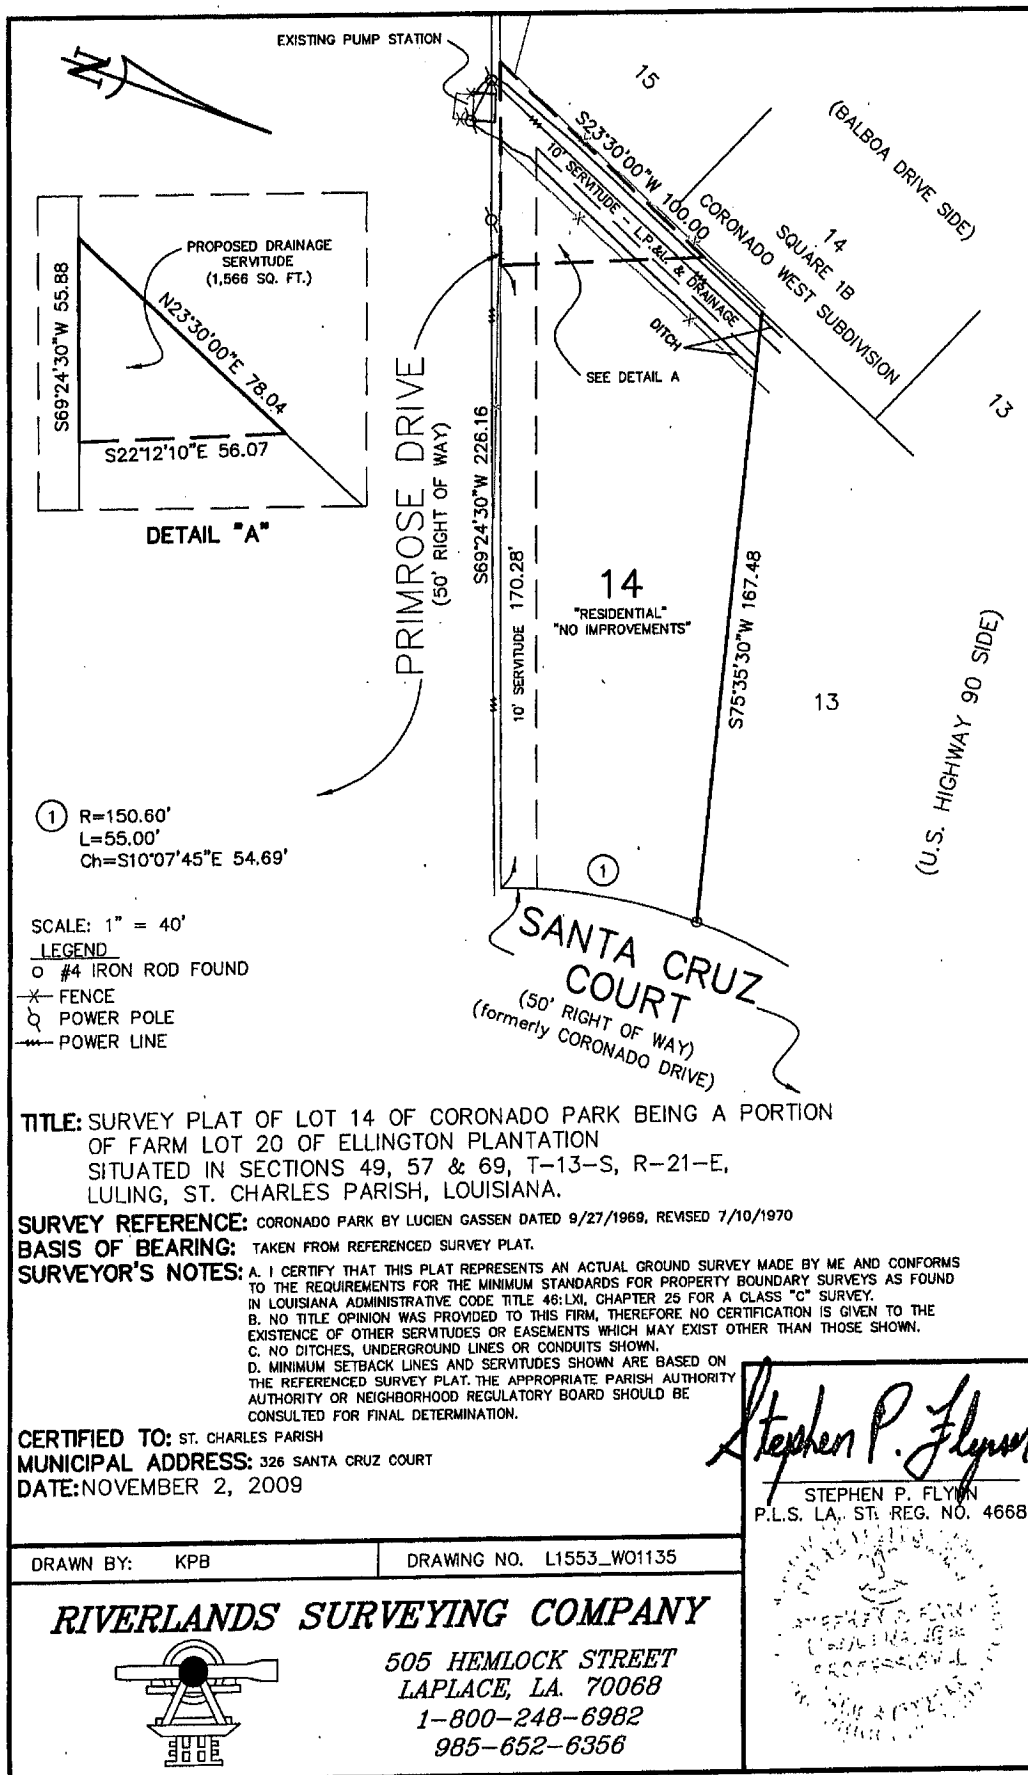 EXISTING PUMP STATION
N
15
(BALBOA DRIVE SIDE)
S23°30'00"W 100.00
10' SERVITUDE - L.P.&L. & DRAINAGE
14
SQUARE 1B
CORONADO WEST SUBDIVISION
DITCH
13
PROPOSED DRAINAGE
SERVITUDE
(1,566 SQ. FT.)
S69°24'30"W 55.88
N23°30'00"E 78.04
S22°12'10"E 56.07
DETAIL "A"
SEE DETAIL A
PRIMROSE DRIVE
(50' RIGHT OF WAY)
S69°24'30"W 226.16
10' SERVITUDE 170.28'
14
"RESIDENTIAL"
"NO IMPROVEMENTS"
S75°35'30"W 167.48
13
(U.S. HIGHWAY 90 SIDE)
1 R=150.60'
L=55.00'
Ch=S10°07'45"E 54.69'
1
SANTA CRUZ
COURT
(50' RIGHT OF WAY)
(formerly CORONADO DRIVE)
SCALE: 1" = 40'
LEGEND
#4 IRON ROD FOUND
FENCE
POWER POLE
POWER LINE
TITLE: SURVEY PLAT OF LOT 14 OF CORONADO PARK BEING A PORTION
OF FARM LOT 20 OF ELLINGTON PLANTATION
SITUATED IN SECTIONS 49, 57 & 69, T-13-S, R-21-E,
LULING, ST. CHARLES PARISH, LOUISIANA.
SURVEY REFERENCE: CORONADO PARK BY LUCIEN GASSEN DATED 9/27/1969, REVISED 7/10/1970
BASIS OF BEARING: TAKEN FROM REFERENCED SURVEY PLAT.
SURVEYOR'S NOTES: A. I CERTIFY THAT THIS PLAT REPRESENTS AN ACTUAL GROUND SURVEY MADE BY ME AND CONFORMS
TO THE REQUIREMENTS FOR THE MINIMUM STANDARDS FOR PROPERTY BOUNDARY SURVEYS AS FOUND
IN LOUISIANA ADMINISTRATIVE CODE TITLE 46:LXI, CHAPTER 25 FOR A CLASS "C" SURVEY.
B. NO TITLE OPINION WAS PROVIDED TO THIS FIRM, THEREFORE NO CERTIFICATION IS GIVEN TO THE
EXISTENCE OF OTHER SERVITUDES OR EASEMENTS WHICH MAY EXIST OTHER THAN THOSE SHOWN.
C. NO DITCHES, UNDERGROUND LINES OR CONDUITS SHOWN.
D. MINIMUM SETBACK LINES AND SERVITUDES SHOWN ARE BASED ON
THE REFERENCED SURVEY PLAT. THE APPROPRIATE PARISH AUTHORITY
AUTHORITY OR NEIGHBORHOOD REGULATORY BOARD SHOULD BE
CONSULTED FOR FINAL DETERMINATION.
CERTIFIED TO: ST. CHARLES PARISH
MUNICIPAL ADDRESS: 326 SANTA CRUZ COURT
DATE: NOVEMBER 2, 2009
Stephen P. Flynn
STEPHEN P. FLYNN
P.L.S. LA. ST. REG. NO. 4668
DRAWN BY: KPB
DRAWING NO. L1553_W01135
RIVERLANDS SURVEYING COMPANY
505 HEMLOCK STREET
LAPLACE, LA. 70068
1-800-248-6982
985-652-6356
PROFESSIONAL